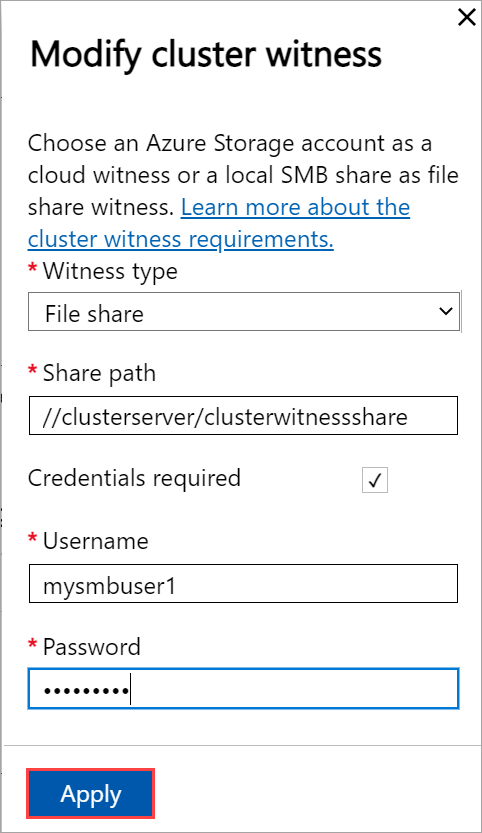 Modify cluster witness
Choose an Azure Storage account as a
cloud witness or a local SMB share as file
share witness. Learn more about the
cluster witness requirements.
* Witness type
File share
* Share path
//clusterserver/clusterwitnessshare
Credentials required
* Username
mysmbuser1
* Password
•••••••••
Apply